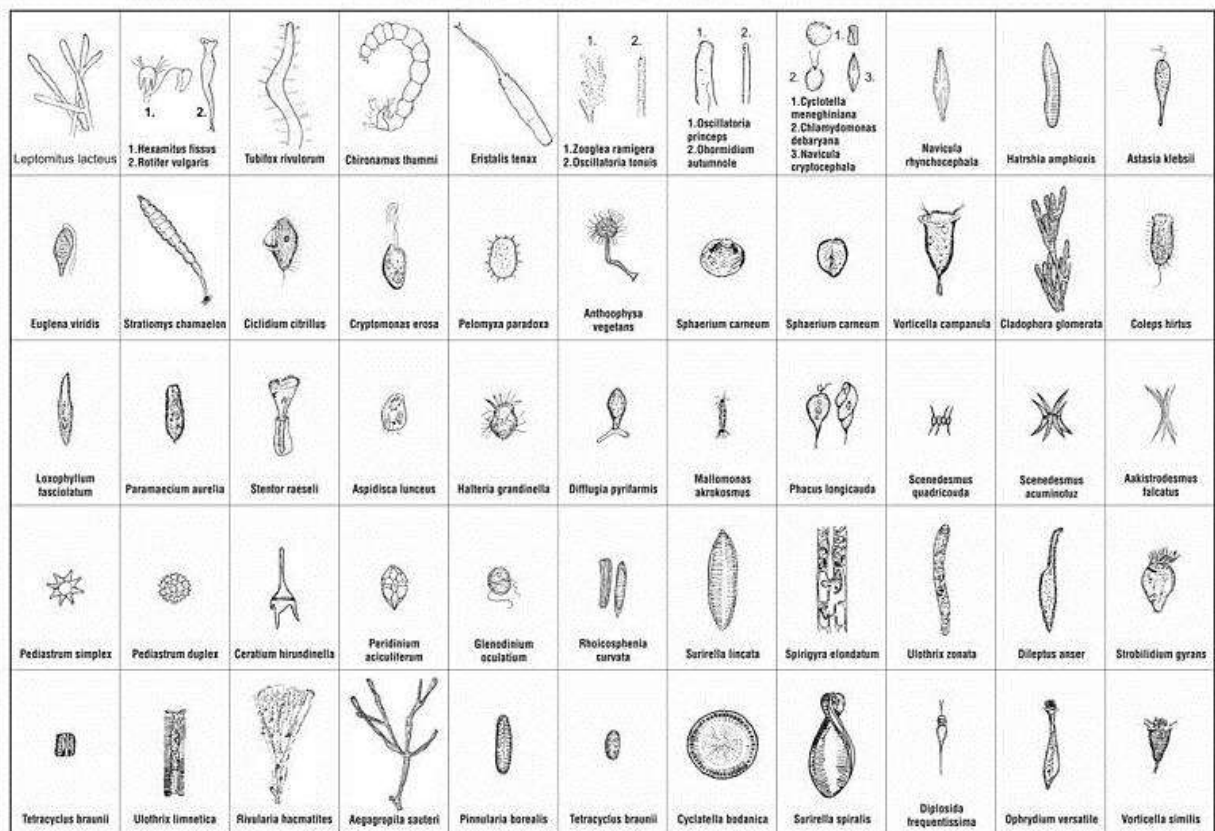 Leptomitus lacteus
1.
2.
1.Hexamitus fissus
2.Rotifer vulgaris
Tubifox rivulorum
Chironamus thummi
Eristalis tenax
1.
2.
1.Zooglea ramigera
2.Oscillatoria tonuis
1.
2.
1.Oscillatoria
princeps
2.Ohormidium
autumnole
1.
2.
3.
1.Cyclotella
meneghiniana
2.Chlamydomonas
debaryana
3.Navicula
cryptocephala
Navicula
rhynchocephala
Hatrshia amphioxis
Astasia klebsii
Euglena viridis
Stratiomys chamaelon
Ciclidium citrillus
Cryptomonas erosa
Pelomyxa paradoxa
Anthoophysa
vegetans
Sphaerium carneum
Sphaerium carneum
Vorticella campanula
Cladophora glomerata
Coleps hirtus
Loxophyllum
fasciolatum
Paramaecium aurelia
Stentor raeseli
Aspidisca lunceus
Halteria grandinella
Difflugia pyrifarmis
Mallomonas
akrokosmus
Phacus longicauda
Scenedesmus
quadricouda
Scenedesmus
acuminotuz
Aakistrodesmus
falcatus
Pediastrum simplex
Pediastrum duplex
Ceratium hirundinella
Peridinium
aciculiferum
Glenodinium
oculatium
Rhoicosphenia
curvata
Surirella lincata
Spirigyra elondatum
Ulothrix zonata
Dileptus anser
Strobilidium gyrans
Tetracyclus braunii
Ulothrix limnetica
Rivularia hacmatites
Aegagropila sauteri
Pinnularia borealis
Tetracyclus braunii
Cyclatella bodanica
Surirella spiralis
Diplosida
frequentissima
Ophrydium versatile
Vorticella similis